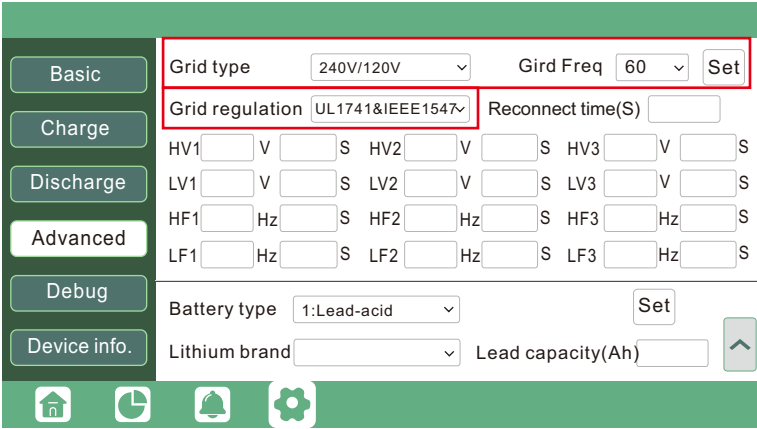 Basic
Charge
Discharge
Advanced
Debug
Device info.
Grid type 240V/120V Gird Freq 60 Set
Grid regulation UL1741&IEEE1547 Reconnect time(S)
HV1 V S HV2 V S HV3 V S
LV1 V S LV2 V S LV3 V S
HF1 Hz S HF2 Hz S HF3 Hz S
LF1 Hz S LF2 Hz S LF3 Hz S
Battery type 1:Lead-acid Set
Lithium brand Lead capacity(Ah)